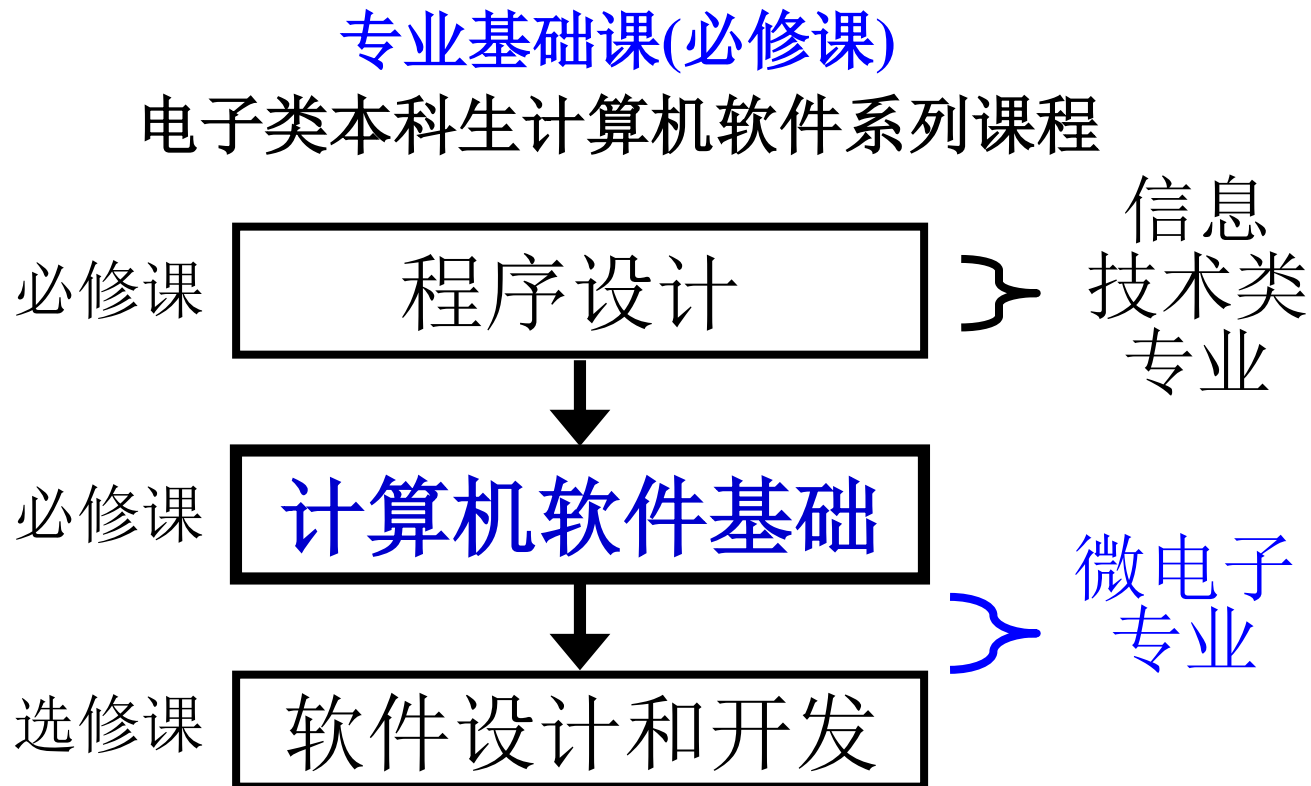 专业基础课(必修课)
电子类本科生计算机软件系列课程
必修课
程序设计
信息
技术类
专业
必修课
计算机软件基础
微电子
专业
选修课
软件设计和开发